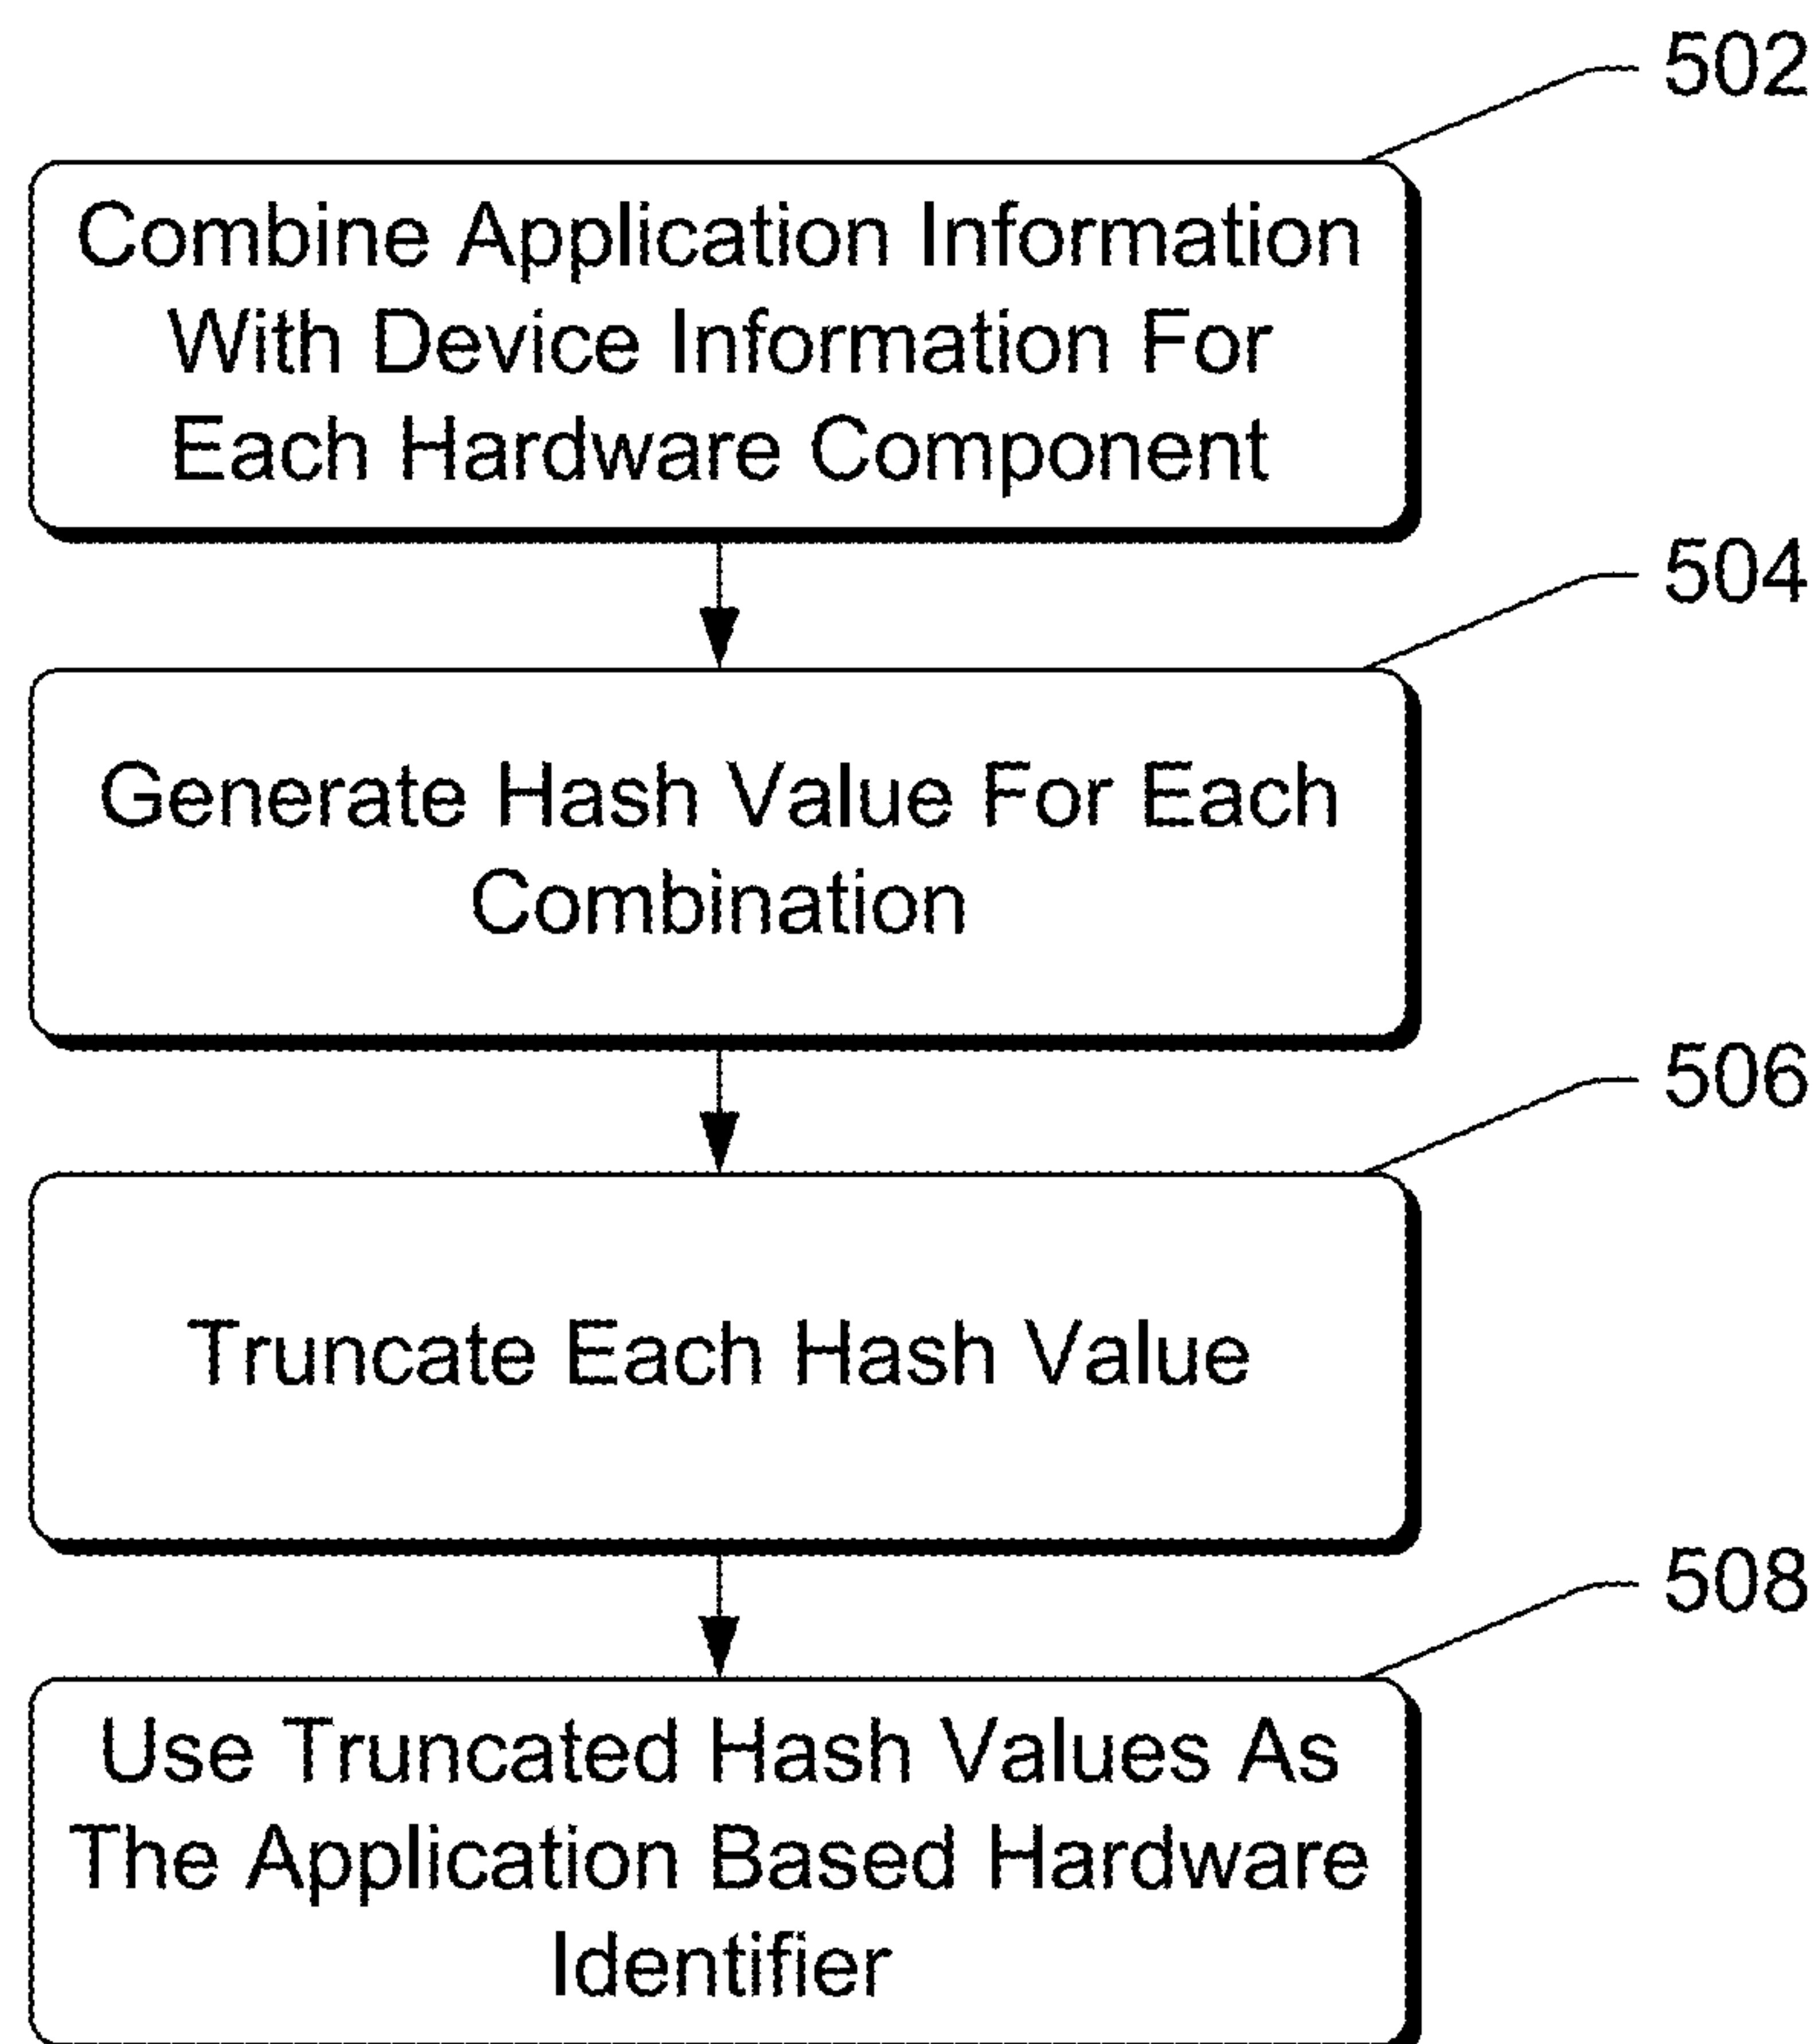 502
Combine Application Information
With Device Information For
Each Hardware Component
504
Generate Hash Value For Each
Combination
506
Truncate Each Hash Value
508
Use Truncated Hash Values As
The Application Based Hardware
Identifier